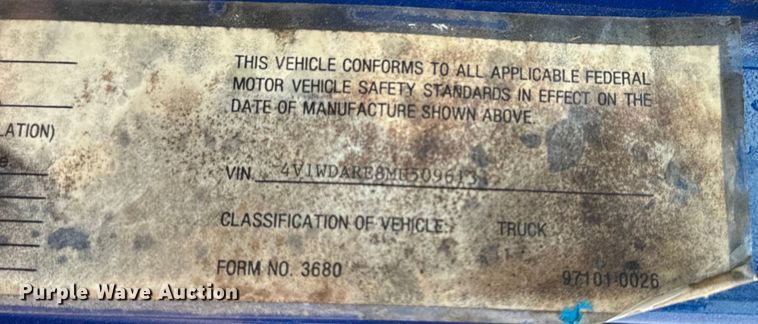 THIS VEHICLE CONFORMS TO ALL APPLICABLE FEDERAL
MOTOR VEHICLE SAFETY STANDARDS IN EFFECT ON THE
DATE OF MANUFACTURE SHOWN ABOVE.
LATION)
VIN 4V1WDARE8MU509613
CLASSIFICATION OF VEHICLE: TRUCK
FORM NO. 3680 97101-0026
Purple Wave Auction